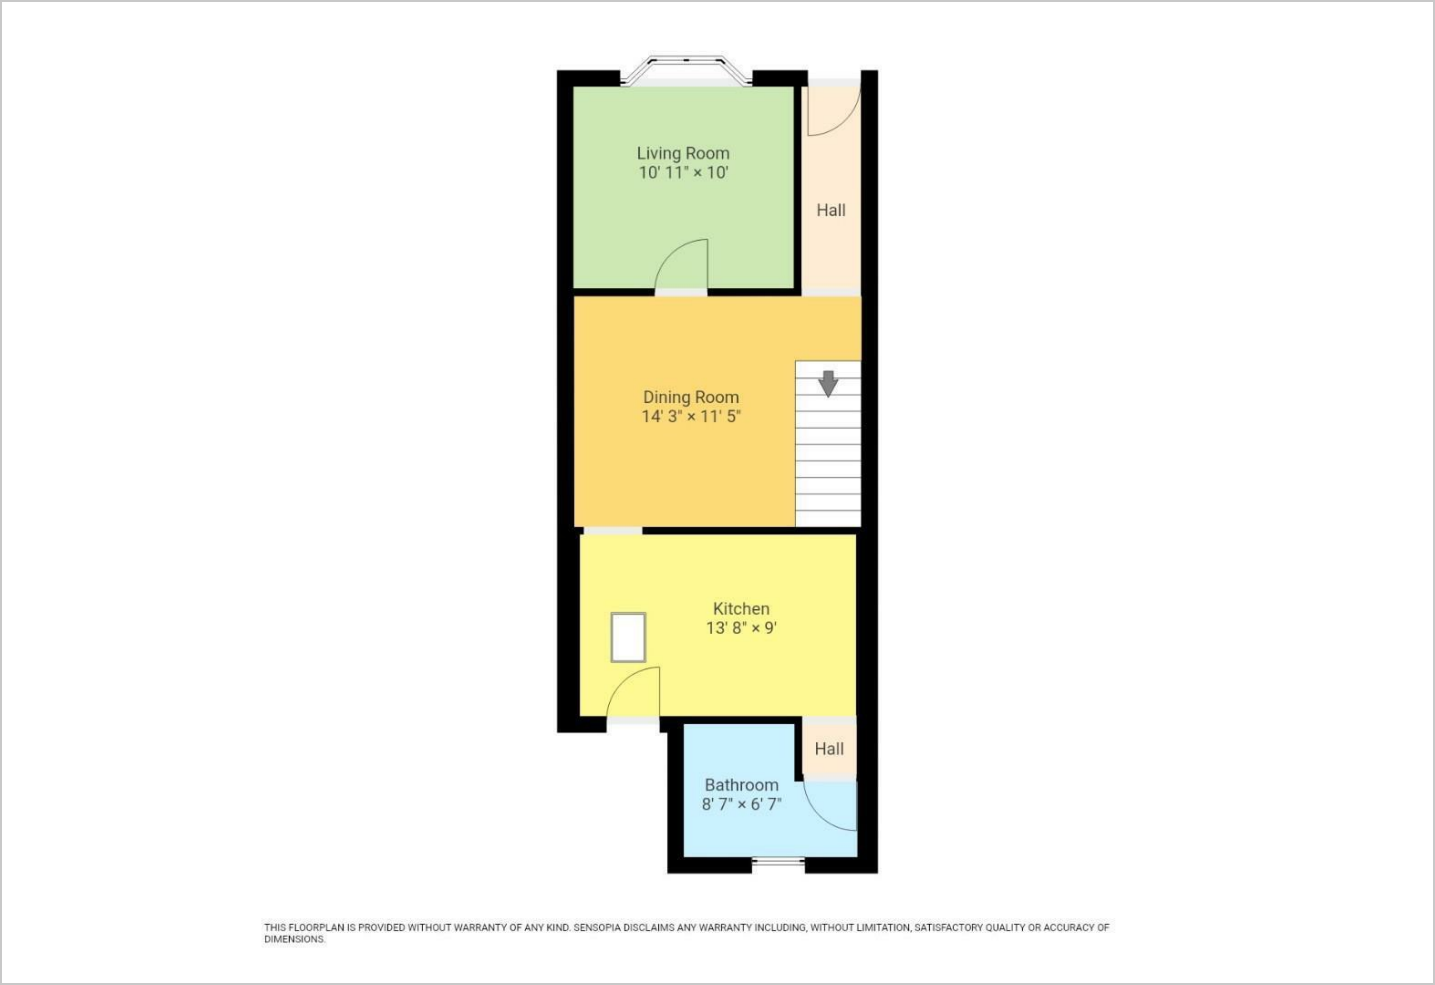 Living Room
10' 11" × 10'
Hall
Dining Room
14' 3" × 11' 5"
Kitchen
13' 8" × 9'
Hall
Bathroom
8' 7" × 6' 7"
THIS FLOORPLAN IS PROVIDED WITHOUT WARRANTY OF ANY KIND. SENSOPIA DISCLAIMS ANY WARRANTY INCLUDING, WITHOUT LIMITATION, SATISFACTORY QUALITY OR ACCURACY OF
DIMENSIONS.